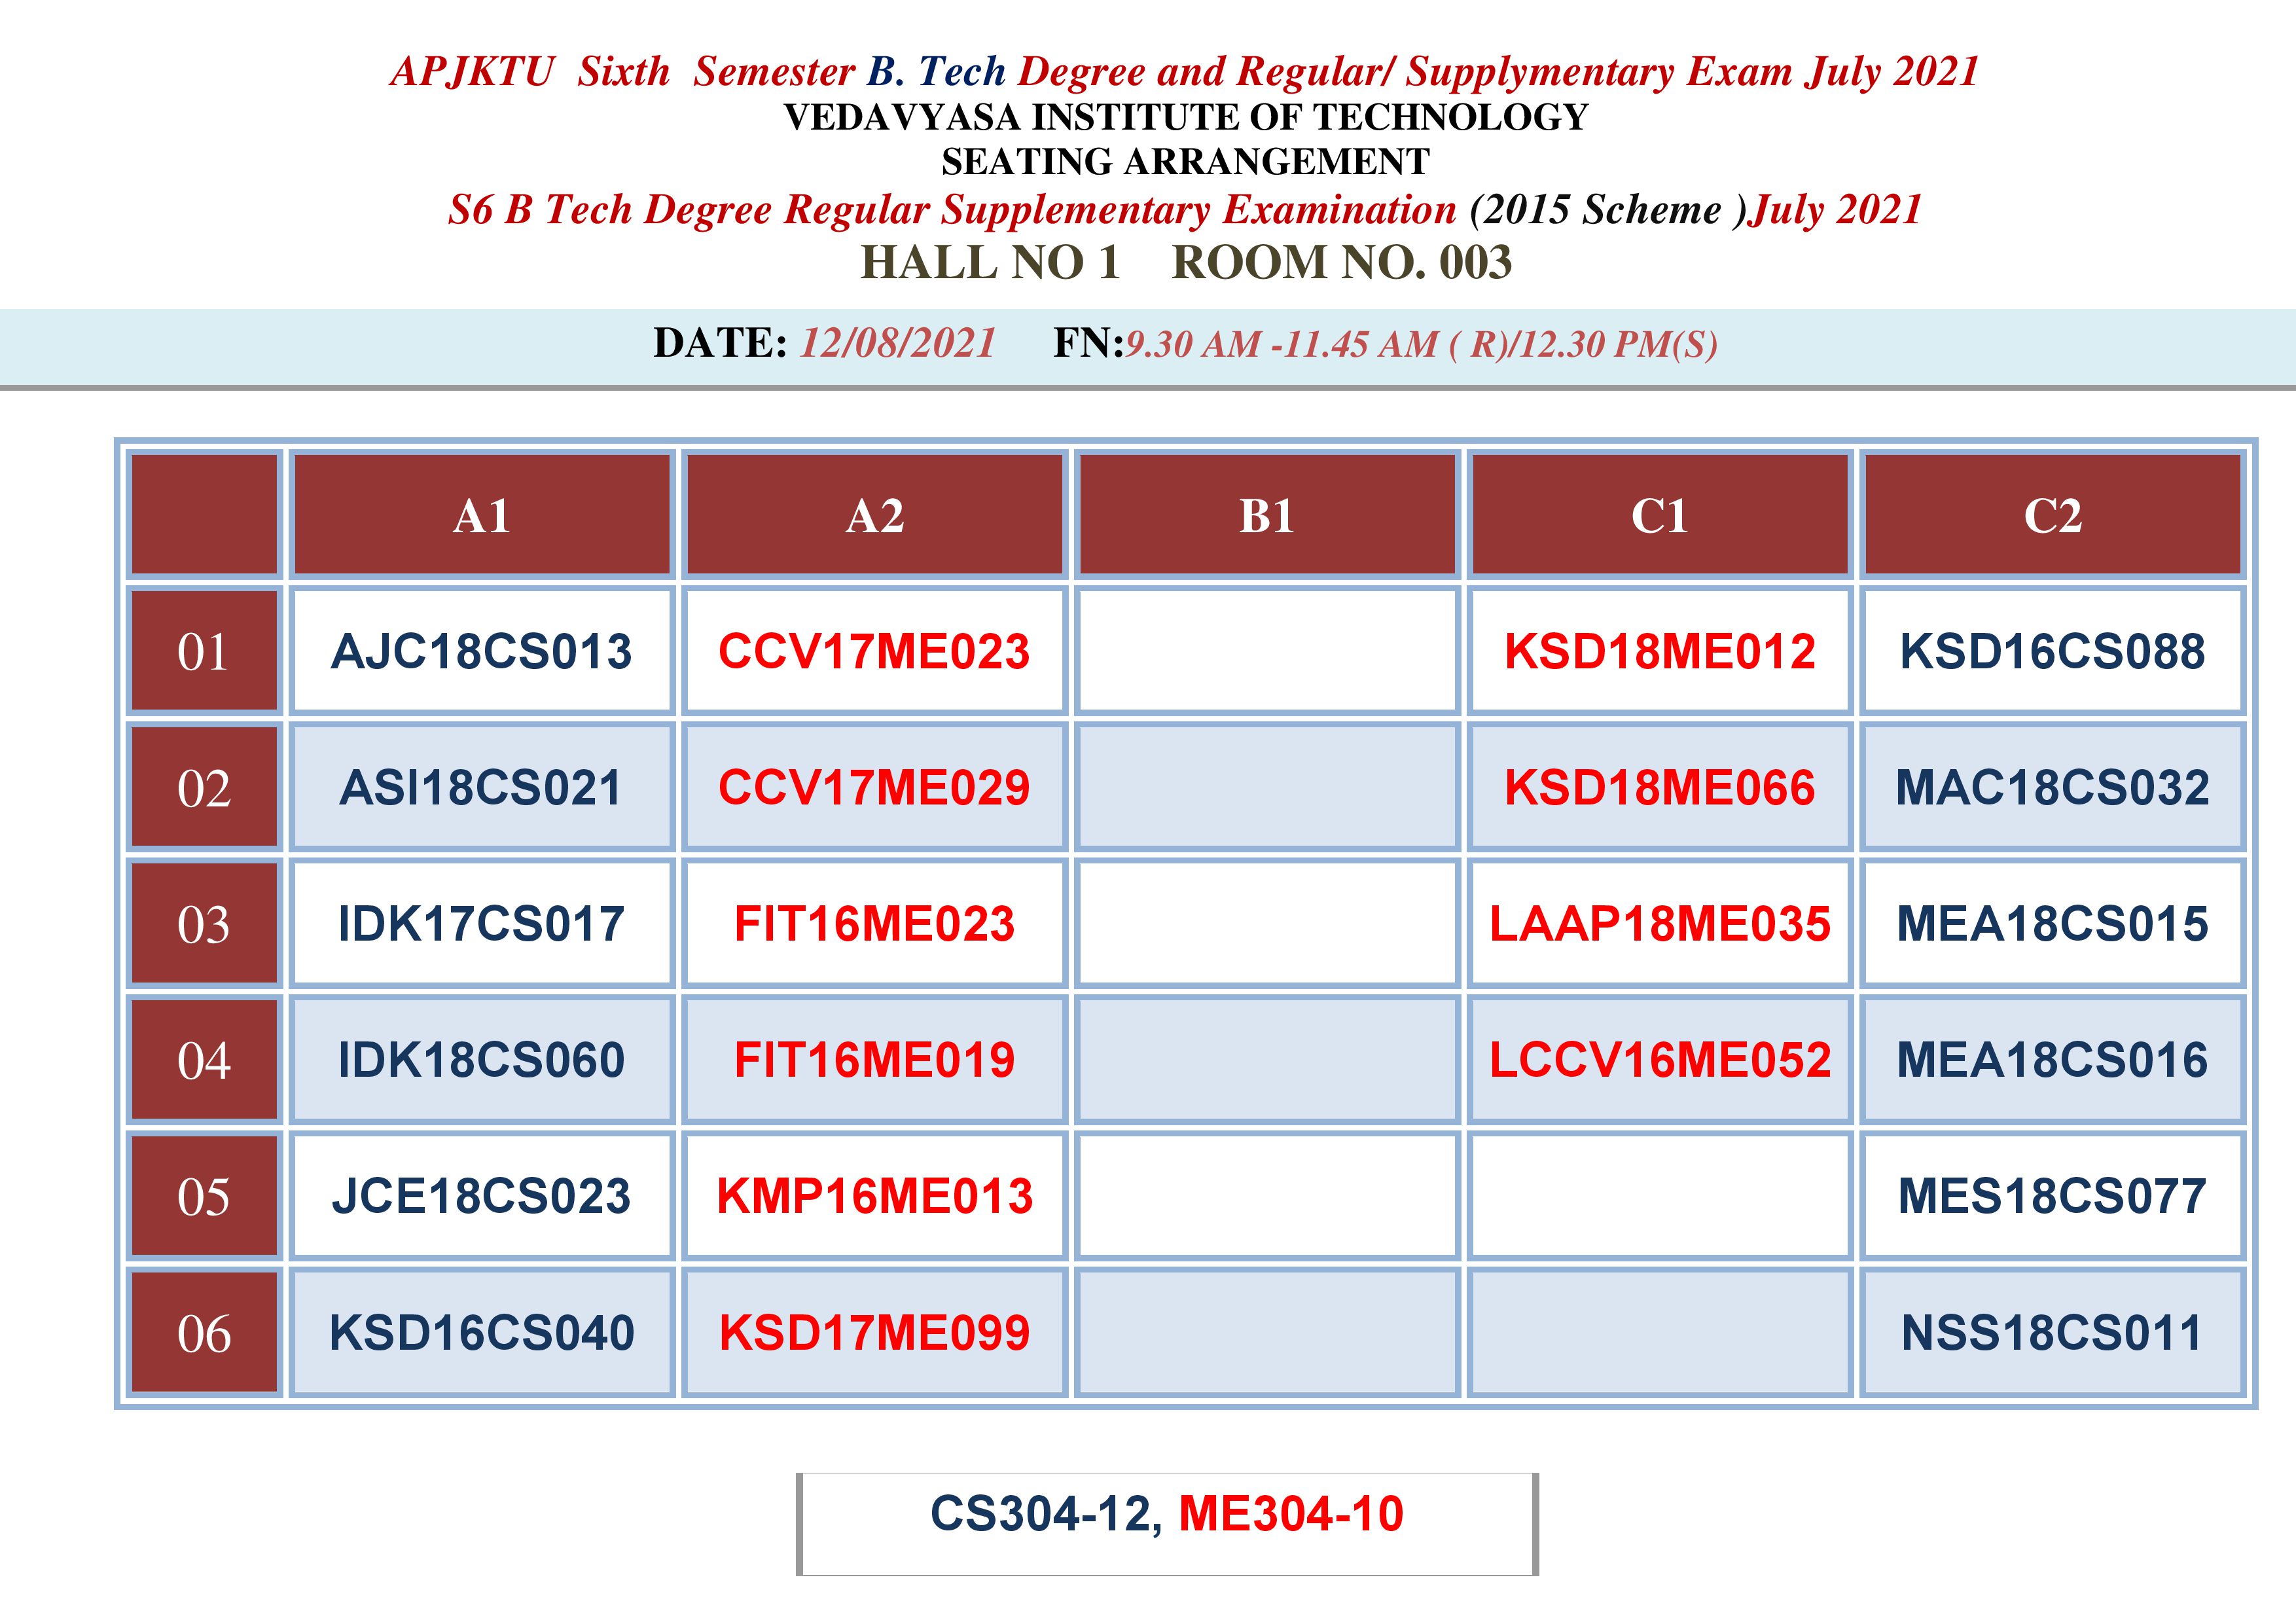 APJKTU Sixth Semester B. Tech Degree and Regular/ Supplymentary Exam July 2021
VEDAVYASA INSTITUTE OF TECHNOLOGY
SEATING ARRANGEMENT
S6 B Tech Degree Regular Supplementary Examination (2015 Scheme )July 2021
HALL NO 1 ROOM NO. 003
DATE: 12/08/2021 FN:9.30 AM -11.45 AM ( R)/12.30 PM(S)
A1 A2 B1 C1 C2
01 AJC18CS013 CCV17ME023 KSD18ME012 KSD16CS088
02 ASI18CS021 CCV17ME029 KSD18ME066 MAC18CS032
03 IDK17CS017 FIT16ME023 LAAP18ME035 MEA18CS015
04 IDK18CS060 FIT16ME019 LCCV16ME052 MEA18CS016
05 JCE18CS023 KMP16ME013 MES18CS077
06 KSD16CS040 KSD17ME099 NSS18CS011
CS304-12, ME304-10